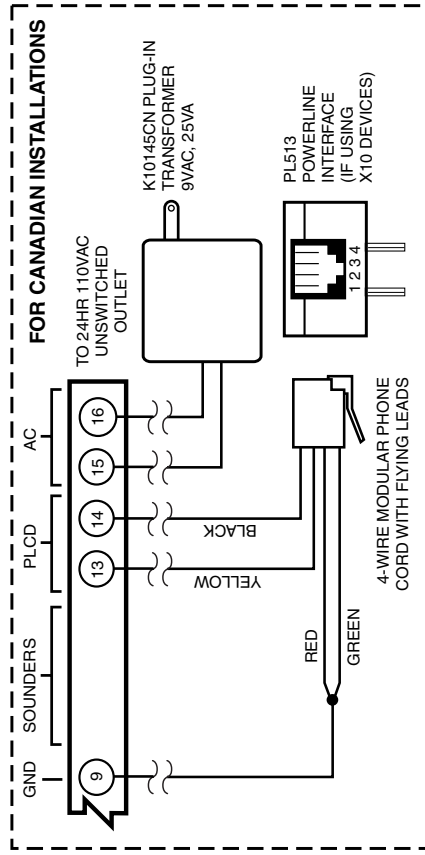 FOR CANADIAN INSTALLATIONS
GND
SOUNDERS
PLCD
AC
9
13
14
15
16
TO 24HR 110VAC
UNSWITCHED
OUTLET
K10145CN PLUG-IN
TRANSFORMER
9VAC, 25VA
YELLOW
BLACK
RED
GREEN
4-WIRE MODULAR PHONE
CORD WITH FLYING LEADS
1 2 3 4
PL513
POWERLINE
INTERFACE
(IF USING
X10 DEVICES)